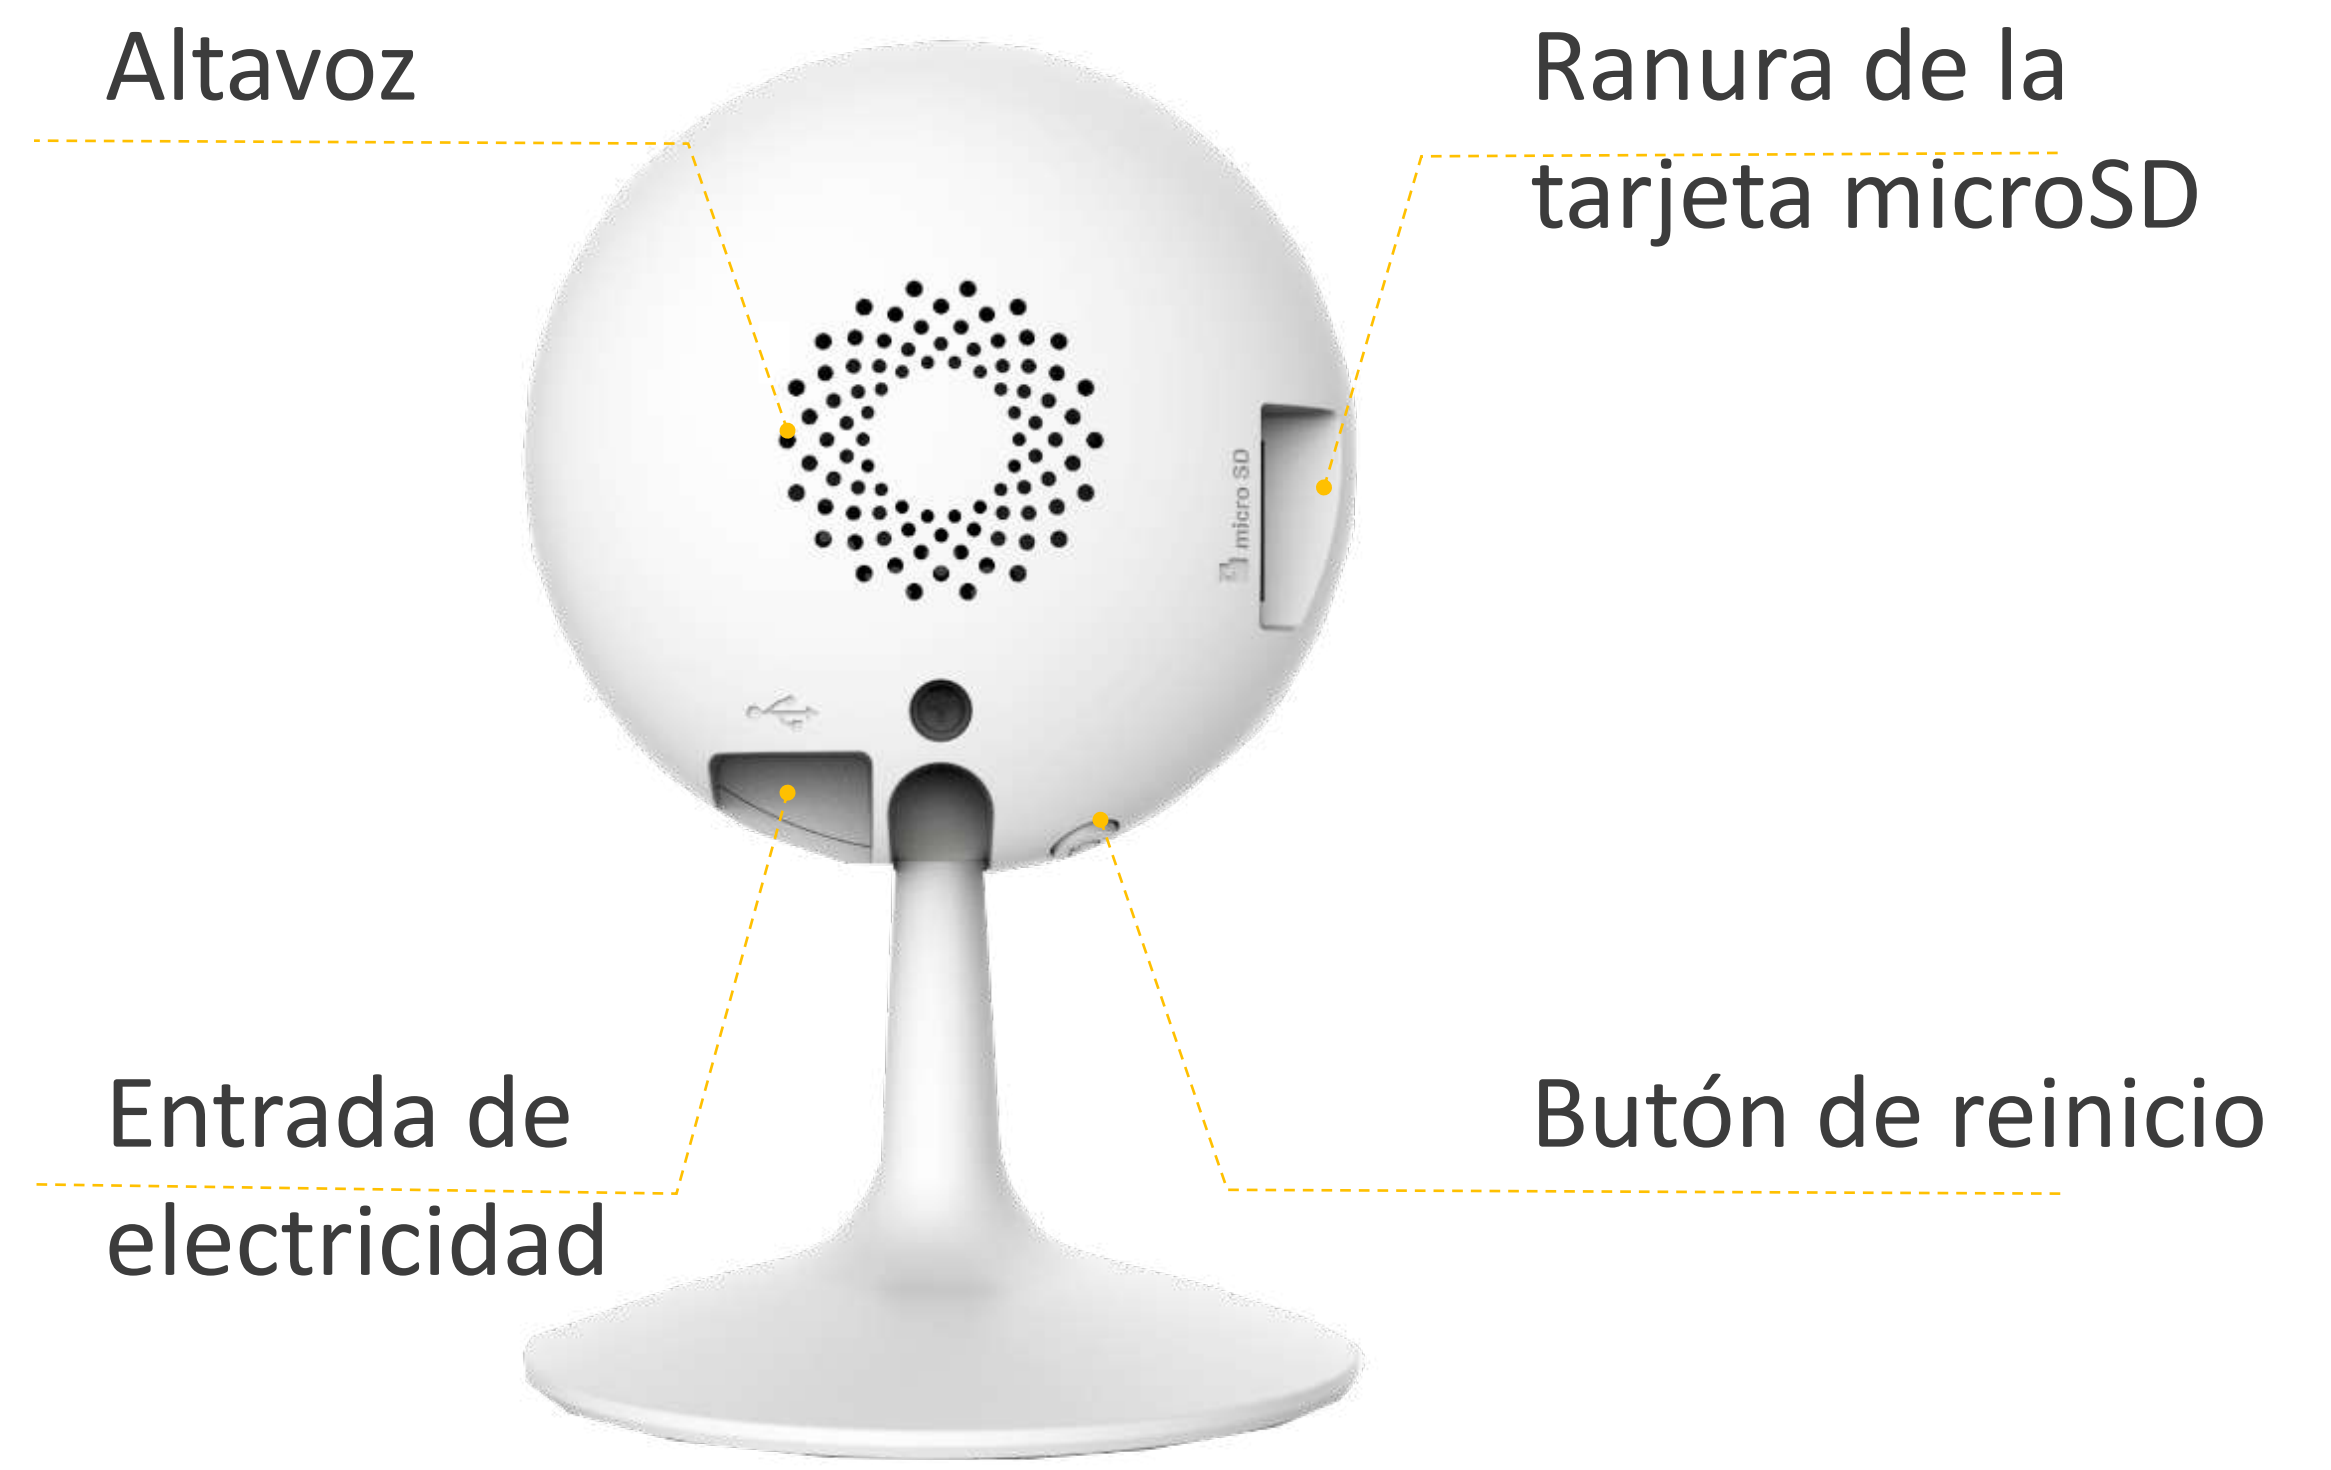 Altavoz
Ranura de la
tarjeta microSD
micro SD
Entrada de
electricidad
Butón de reinicio